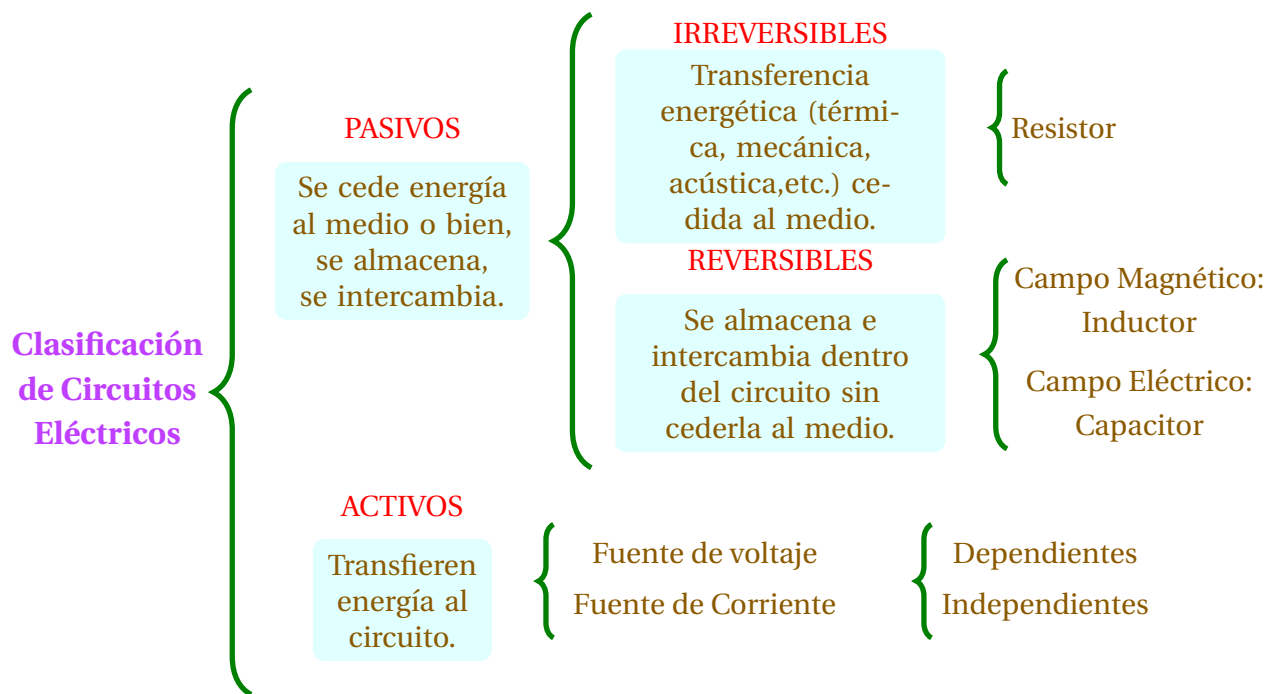 Clasificación
de Circuitos
Eléctricos
PASIVOS
Se cede energía
al medio o bien,
se almacena,
se intercambia.
IRREVERSIBLES
Transferencia
energética (térmi-
ca, mecánica,
acústica,etc.) ce-
dida al medio.
Resistor
REVERSIBLES
Se almacena e
intercambia dentro
del circuito sin
cederla al medio.
Campo Magnético:
Inductor
Campo Eléctrico:
Capacitor
ACTIVOS
Transfieren
energía al
circuito.
Fuente de voltaje
Fuente de Corriente
Dependientes
Independientes